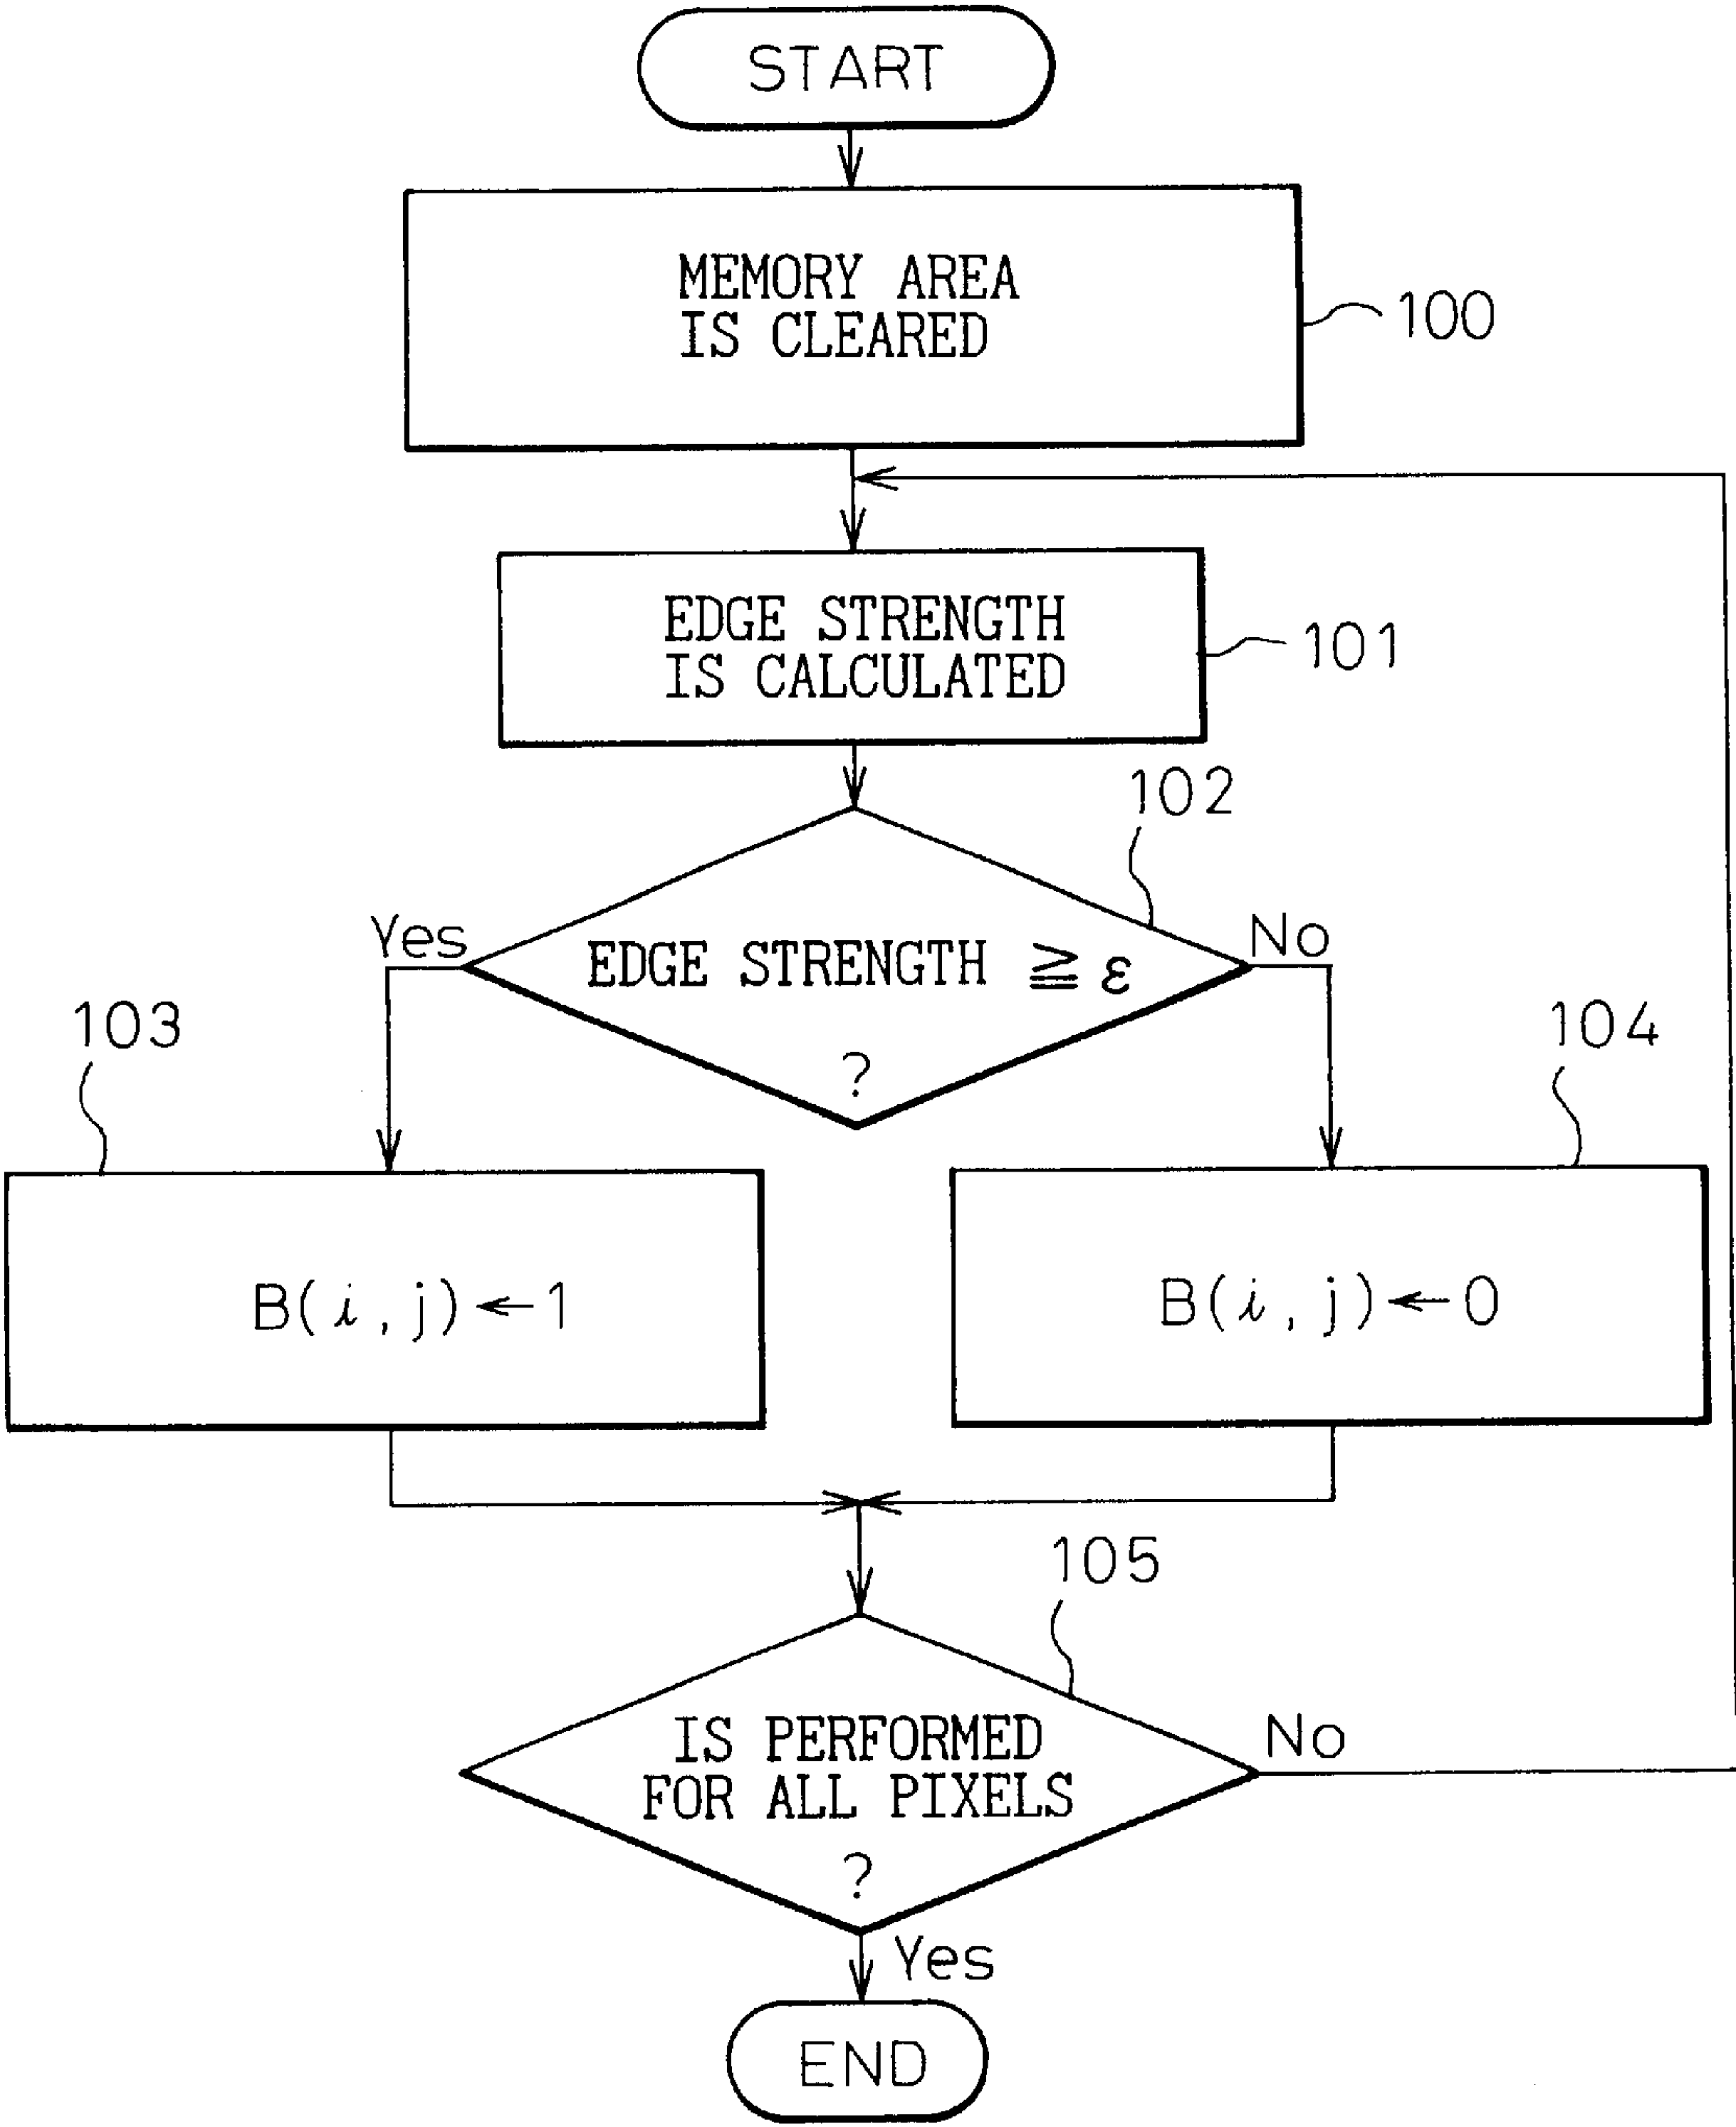 START
MEMORY AREA
IS CLEARED
100
EDGE STRENGTH
IS CALCULATED
101
102
Yes
EDGE STRENGTH ≧ ε
?
No
103
104
B(i,j)←1
B(i,j)←0
105
IS PERFORMED
FOR ALL PIXELS
?
No
Yes
END